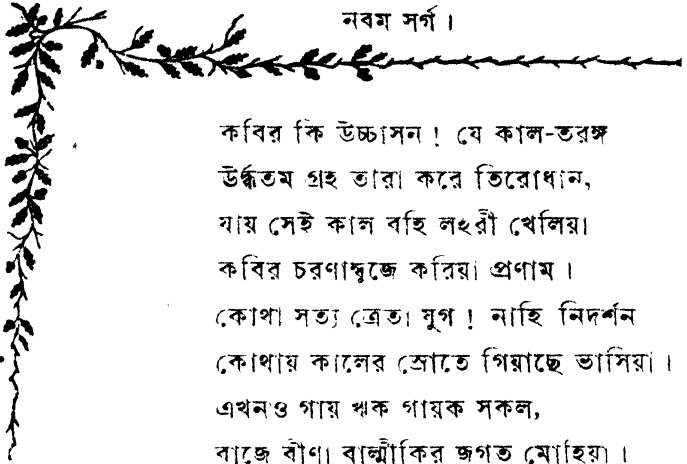 নবম সর্গ ।
কবির কি উচ্চাসন ! যে কাল-তরঙ্গ
উর্দ্ধতম গ্রহ তারা করে তিরোধান,
যায় সেই কাল বহি লহরী খেলিয়া
কবির চরণাম্বুজে করিয়া প্রণাম ।
কোথা সত্য ত্রেতা যুগ ! নাহি নিদর্শন
কোথায় কালের স্রোতে গিয়াছে ভাসিয়া ।
এখনও গায় ঋক গায়ক সকল,
বাজে বীণা বাল্মীকির জগত মোহিয়া ।